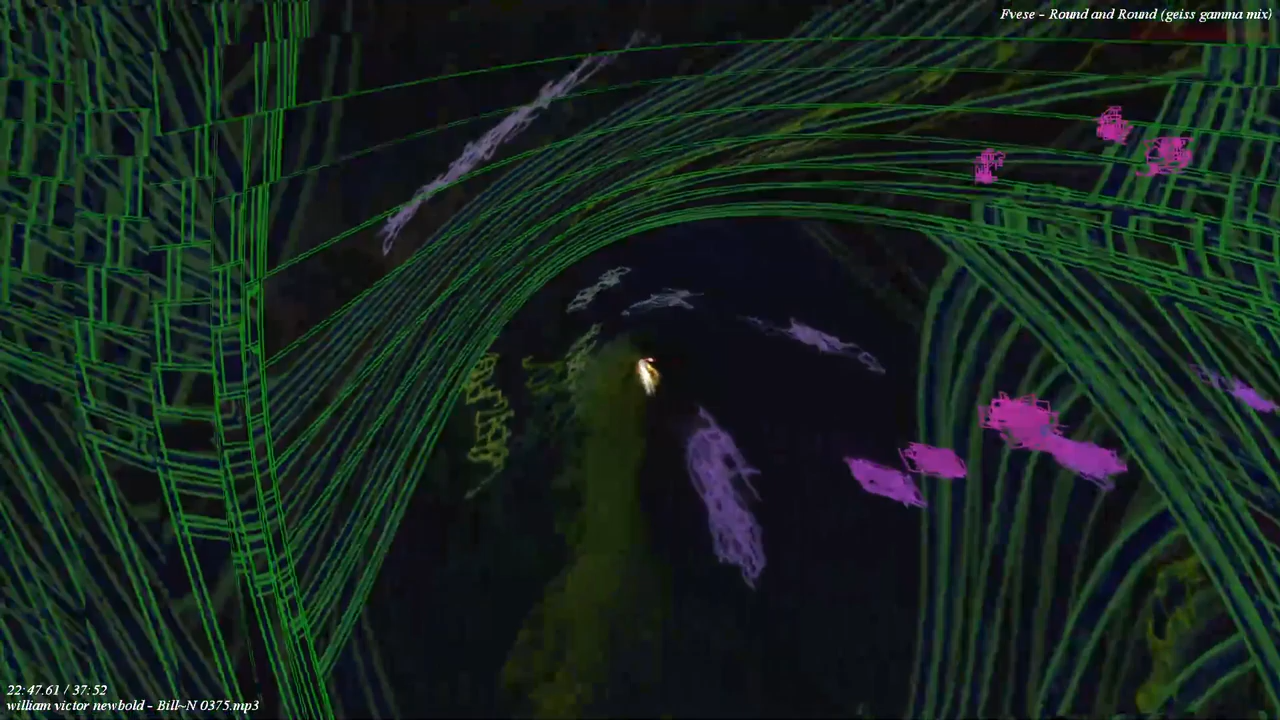 Fvese - Round and Round (geiss gamma mix)
22:47.61 / 37:52
william victor newbold - Bill~N 0375.mp3